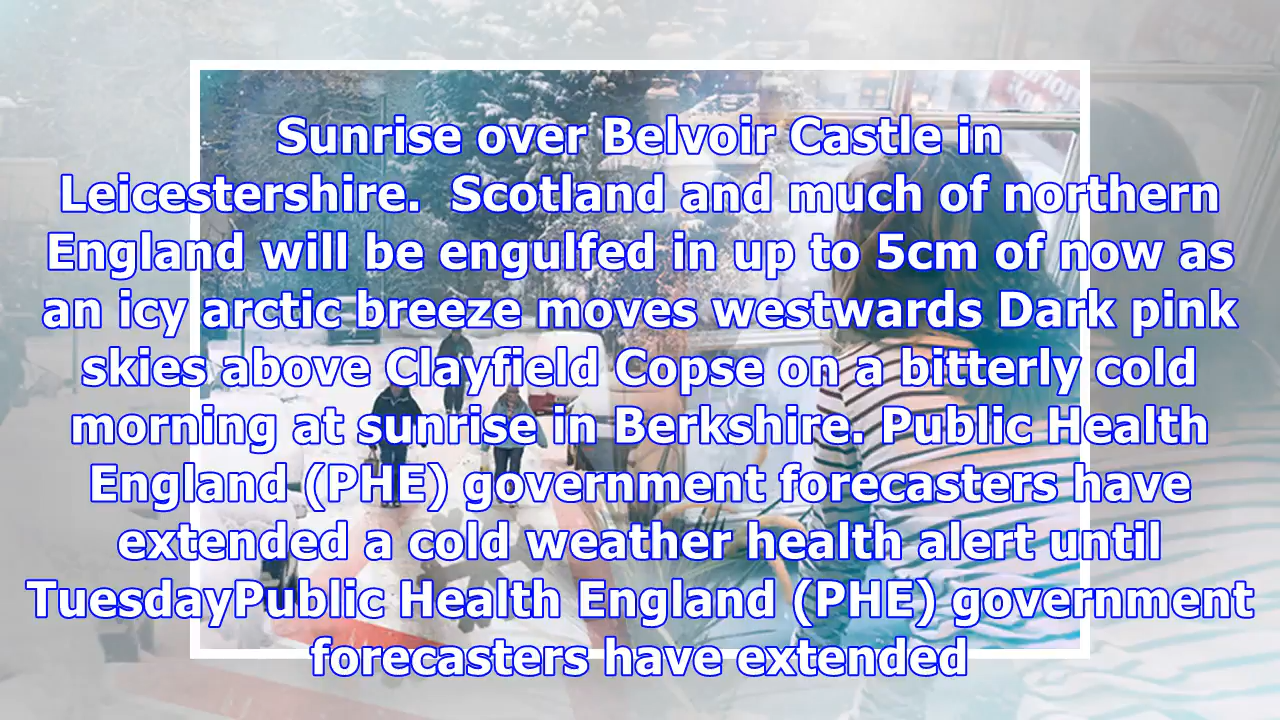 Sunrise over Belvoir Castle in
Leicestershire.  Scotland and much of northern
England will be engulfed in up to 5cm of now as
an icy arctic breeze moves westwards Dark pink
skies above Clayfield Copse on a bitterly cold
morning at sunrise in Berkshire. Public Health
England (PHE) government forecasters have
extended a cold weather health alert until
TuesdayPublic Health England (PHE) government
forecasters have extended